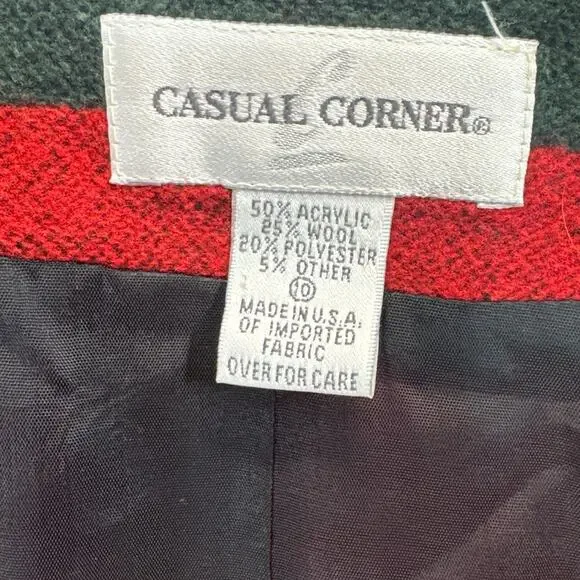 CASUAL CORNER®
50% ACRYLIC
25% WOOL
20% POLYESTER
5% OTHER
10
MADE IN U.S.A.
OF IMPORTED
FABRIC
OVER FOR CARE